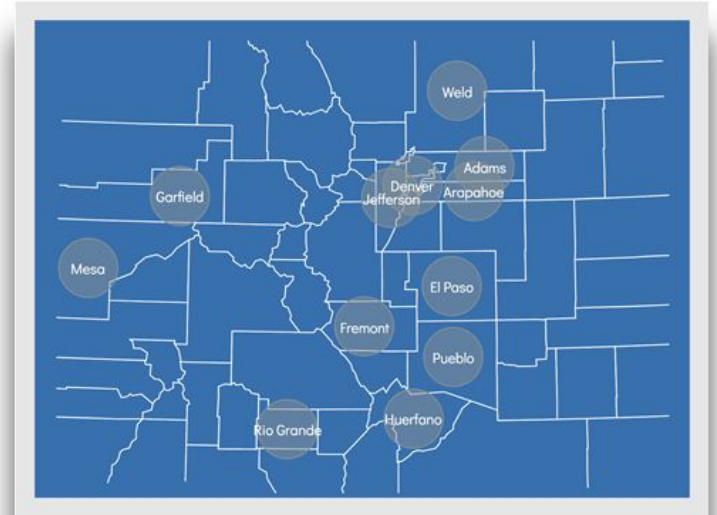 Weld
Adams
Denver
Arapahoe
Jefferson
Garfield
Mesa
El Paso
Fremont
Pueblo
Huerfano
Rio Grande